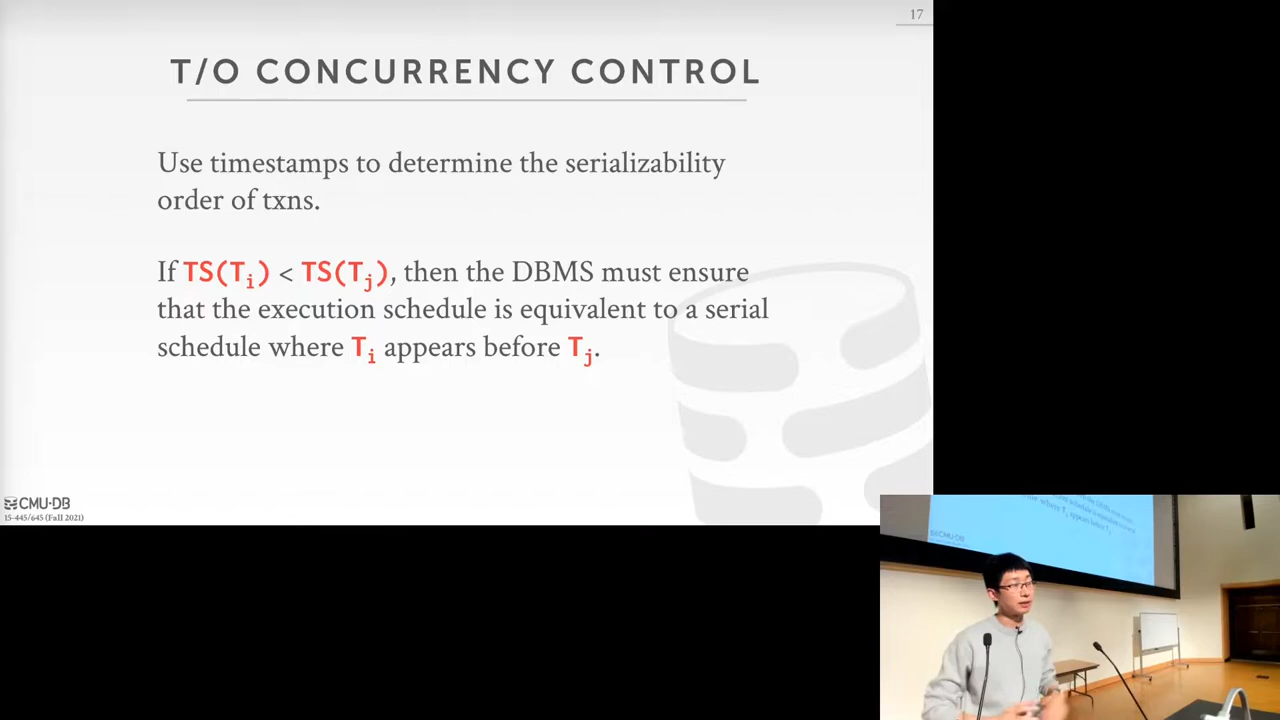 17
T/O CONCURRENCY CONTROL
Use timestamps to determine the serializability
order of txns.
If TS(Ti) < TS(Tj), then the DBMS must ensure
that the execution schedule is equivalent to a serial
schedule where Ti appears before Tj.
CMU·DB
15-445/645 (Fall 2021)